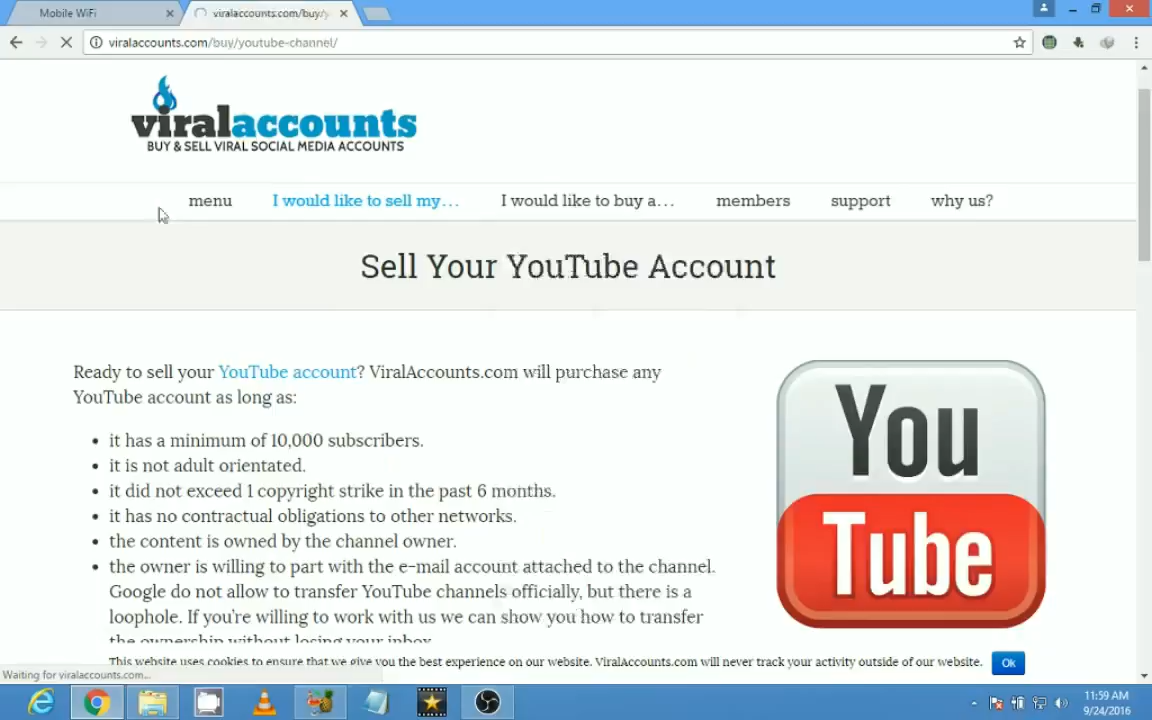 Mobile WiFi
viralaccounts.com/buy/y
viralaccounts.com/buy/youtube-channel/
viralaccounts
BUY & SELL VIRAL SOCIAL MEDIA ACCOUNTS
menu I would like to sell my... I would like to buy a... members support why us?
Sell Your YouTube Account
Ready to sell your YouTube account? ViralAccounts.com will purchase any
YouTube account as long as:
• it has a minimum of 10,000 subscribers.
• it is not adult orientated.
• it did not exceed 1 copyright strike in the past 6 months.
• it has no contractual obligations to other networks.
• the content is owned by the channel owner.
• the owner is willing to part with the e-mail account attached to the channel.
Google do not allow to transfer YouTube channels officially, but there is a
loophole. If you're willing to work with us we can show you how to transfer
the ownership without losing your inbox
You
Tube
This website uses cookies to ensure that we give you the best experience on our website. ViralAccounts.com will never track your activity outside of our website. Ok
Waiting for viralaccounts.com...
11:59 AM
9/24/2016